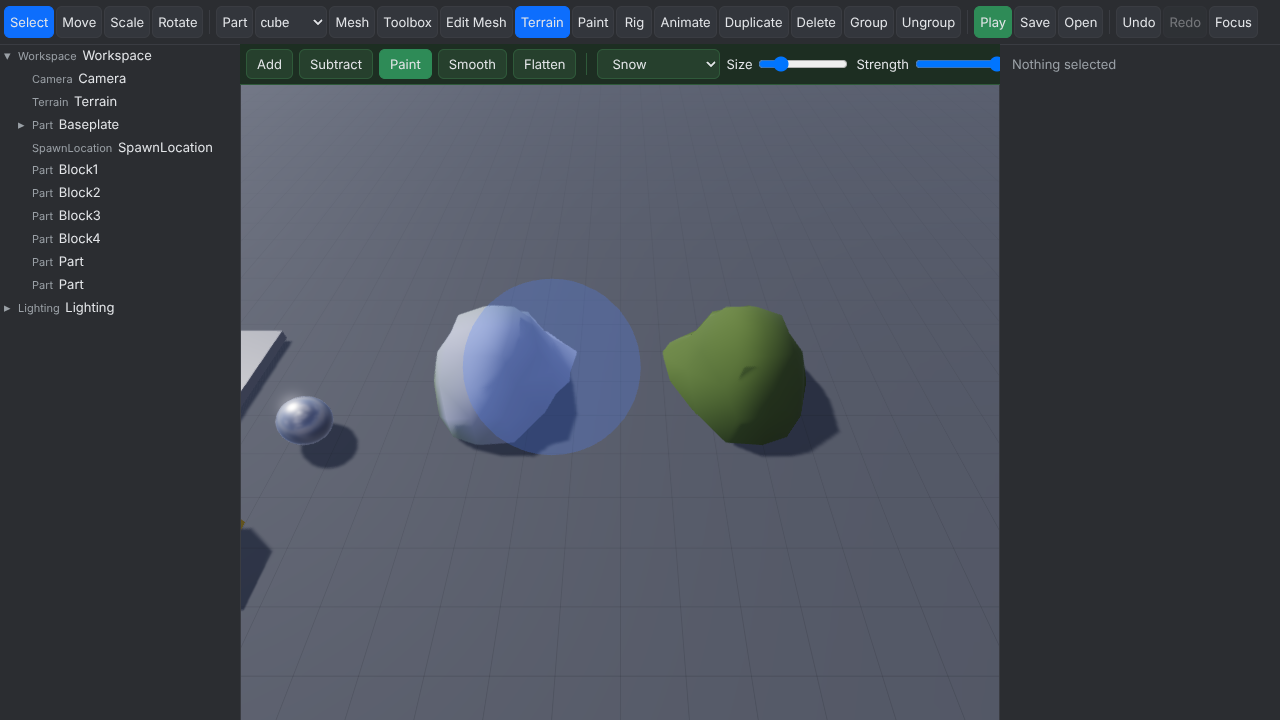 Select Move Scale Rotate Part cube Mesh Toolbox Edit Mesh Terrain Paint Rig Animate Duplicate Delete Group Ungroup Play Save Open Undo Redo Focus
Workspace Workspace
Add Subtract Paint Smooth Flatten Snow Size Strength
Nothing selected
Camera Camera
Terrain Terrain
Part Baseplate
SpawnLocation SpawnLocation
Part Block1
Part Block2
Part Block3
Part Block4
Part Part
Part Part
Lighting Lighting